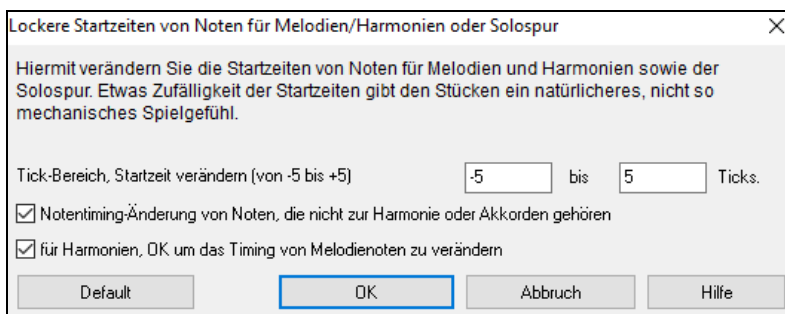 Lockere Startzeiten von Noten für Melodien/Harmonien oder Solospur
Hiermit verändern Sie die Startzeiten von Noten für Melodien und Harmonien sowie der
Solospur. Etwas Zufälligkeit der Startzeiten gibt den Stücken ein natürlicheres, nicht so
mechanisches Spielgefühl.
Tick-Bereich, Startzeit verändern (von -5 bis +5) -5 bis 5 Ticks.
Notentiming-Änderung von Noten, die nicht zur Harmonie oder Akkorden gehören
für Harmonien, OK um das Timing von Melodienoten zu verändern
Default OK Abbruch Hilfe